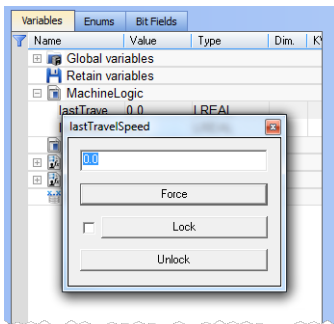 Variables Enums Bit Fields
Name Value Type Dim.
Global variables
Retain variables
MachineLogic
lastTrave 0.0 LREAL
lastTravelSpeed
0.0
Force
Lock
Unlock